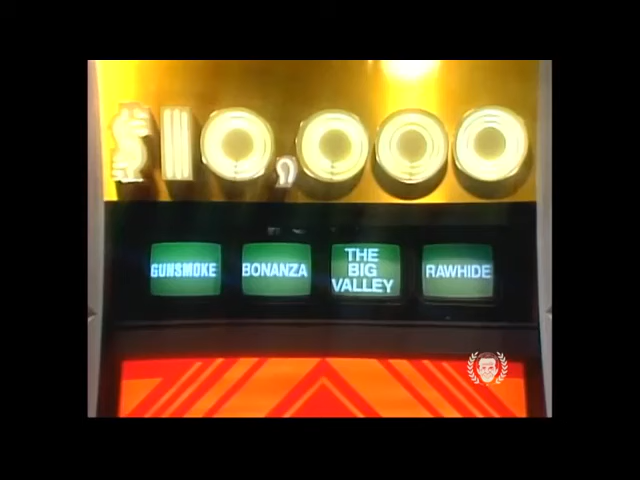 $10,000
GUNSMOKE
BONANZA
THE
BIG
VALLEY
RAWHIDE